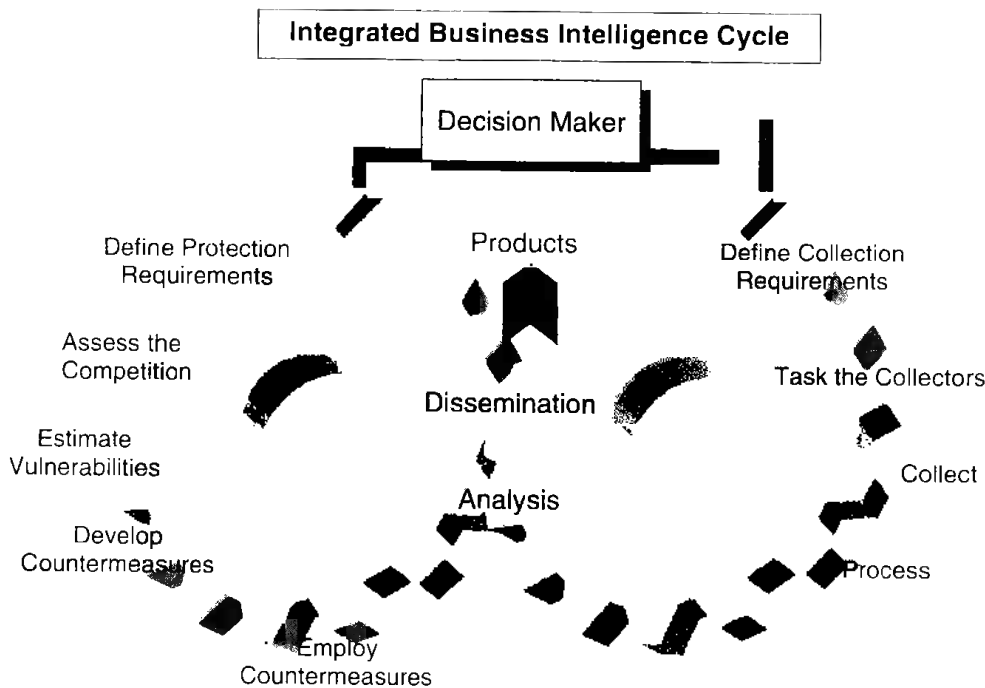 Integrated Business Intelligence Cycle
Decision Maker
Define Protection
Requirements
Products
Define Collection
Requirements
Assess the
Competition
Task the Collectors
Dissemination
Estimate
Vulnerabilities
Collect
Analysis
Develop
Countermeasures
Process
Employ
Countermeasures